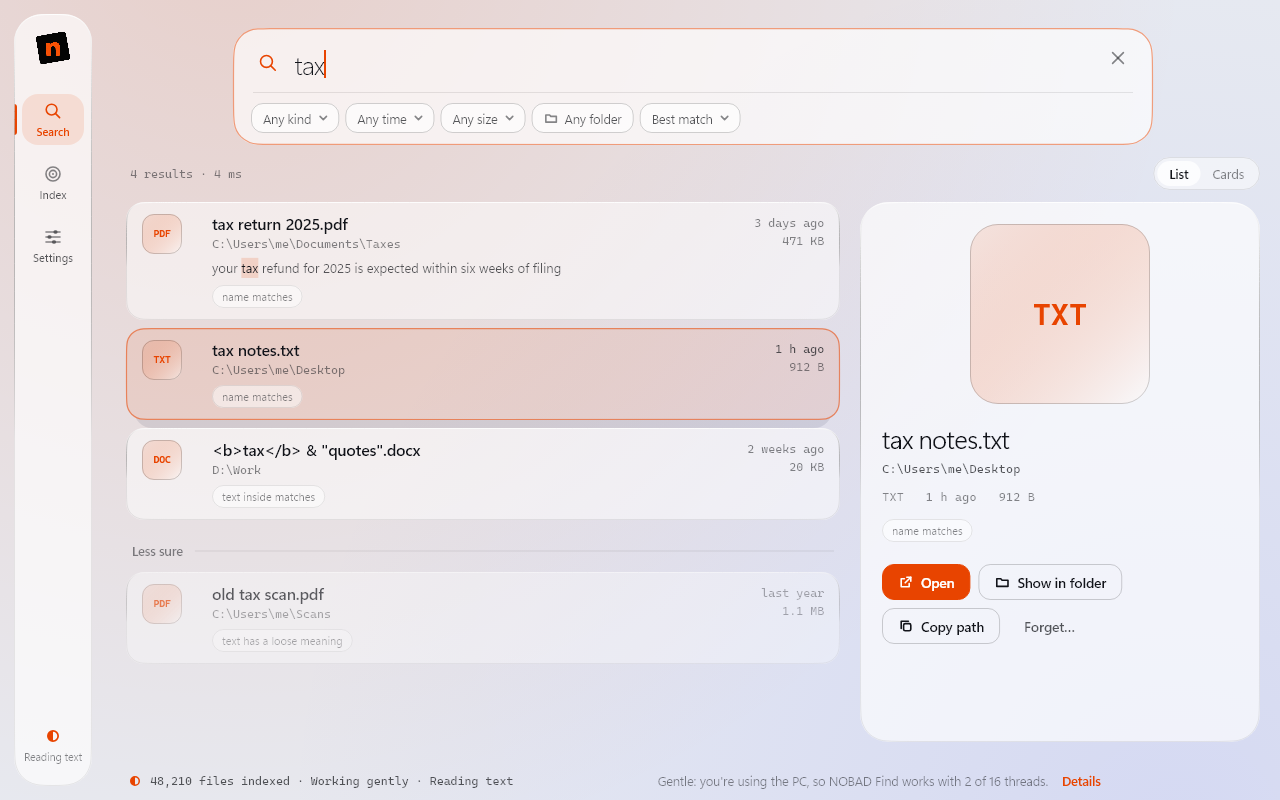 n
Search
Index
Settings
Reading text
tax
Any kind
Any time
Any size
Any folder
Best match
4 results · 4 ms
List
Cards
PDF
tax return 2025.pdf
3 days ago
C:\Users\me\Documents\Taxes
471 KB
your tax refund for 2025 is expected within six weeks of filing
name matches
TXT
tax notes.txt
1 h ago
C:\Users\me\Desktop
912 B
name matches
DOC
<b>tax</b> & "quotes".docx
2 weeks ago
D:\Work
20 KB
text inside matches
Less sure
PDF
old tax scan.pdf
last year
C:\Users\me\Scans
1.1 MB
text has a loose meaning
TXT
tax notes.txt
C:\Users\me\Desktop
TXT 1 h ago 912 B
name matches
Open
Show in folder
Copy path
Forget...
48,210 files indexed · Working gently · Reading text
Gentle: you're using the PC, so NOBAD Find works with 2 of 16 threads.
Details